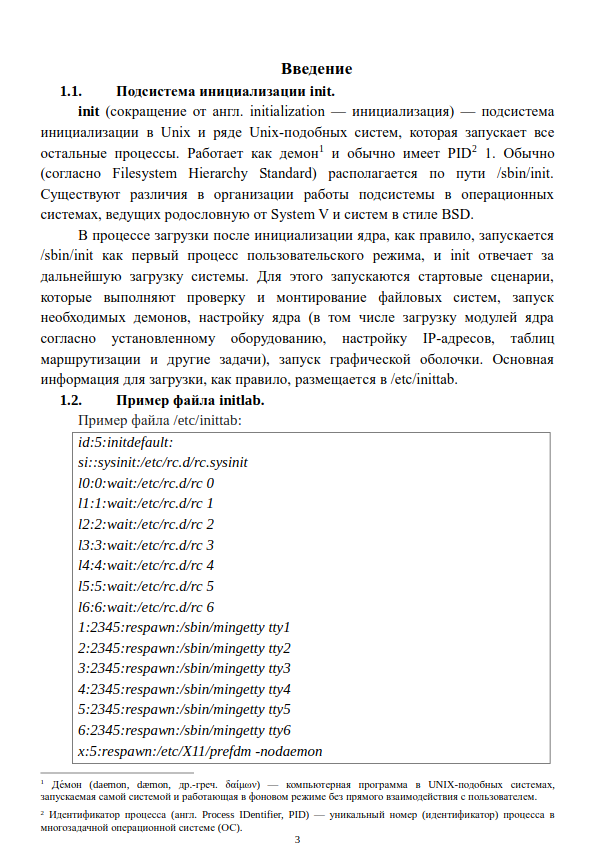 Введение
1.1. Подсистема инициализации init.
init (сокращение от англ. initialization — инициализация) — подсистема
инициализации в Unix и ряде Unix-подобных систем, которая запускает все
остальные процессы. Работает как демон1 и обычно имеет PID2 1. Обычно
(согласно Filesystem Hierarchy Standard) располагается по пути /sbin/init.
Существуют различия в организации работы подсистемы в операционных
системах, ведущих родословную от System V и систем в стиле BSD.
В процессе загрузки после инициализации ядра, как правило, запускается
/sbin/init как первый процесс пользовательского режима, и init отвечает за
дальнейшую загрузку системы. Для этого запускаются стартовые сценарии,
которые выполняют проверку и монтирование файловых систем, запуск
необходимых демонов, настройку ядра (в том числе загрузку модулей ядра
согласно установленному оборудованию, настройку IP-адресов, таблиц
маршрутизации и другие задачи), запуск графической оболочки. Основная
информация для загрузки, как правило, размещается в /etc/inittab.
1.2. Пример файла initlab.
Пример файла /etc/inittab:
id:5:initdefault:
si::sysinit:/etc/rc.d/rc.sysinit
l0:0:wait:/etc/rc.d/rc 0
l1:1:wait:/etc/rc.d/rc 1
l2:2:wait:/etc/rc.d/rc 2
l3:3:wait:/etc/rc.d/rc 3
l4:4:wait:/etc/rc.d/rc 4
l5:5:wait:/etc/rc.d/rc 5
l6:6:wait:/etc/rc.d/rc 6
1:2345:respawn:/sbin/mingetty tty1
2:2345:respawn:/sbin/mingetty tty2
3:2345:respawn:/sbin/mingetty tty3
4:2345:respawn:/sbin/mingetty tty4
5:2345:respawn:/sbin/mingetty tty5
6:2345:respawn:/sbin/mingetty tty6
x:5:respawn:/etc/X11/prefdm -nodaemon
1 Де́мон (daemon, dæmon, др.-греч. δαίμων) — компьютерная программа в UNIX-подобных системах,
запускаемая самой системой и работающая в фоновом режиме без прямого взаимодействия с пользователем.
2 Идентификатор процесса (англ. Process IDentifier, PID) — уникальный номер (идентификатор) процесса в
многозадачной операционной системе (ОС).
3